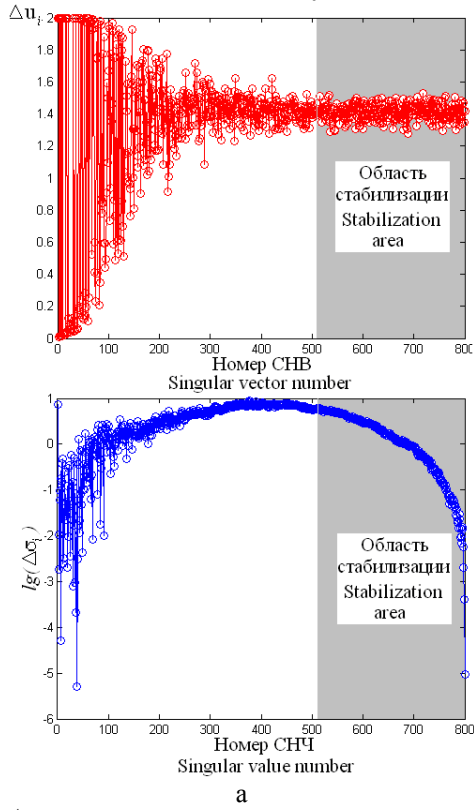 Δu_i
2
1.8
1.6
1.4
1.2
1
0.8
0.6
0.4
0.2
0
Область
стабилизации
Stabilization
area
0 100 200 300 400 500 600 700 800
Номер СНВ
Singular vector number
1
0
-1
-2
-3
-4
-5
-6
lg(Δσ_i)
Область
стабилизации
Stabilization
area
0 100 200 300 400 500 600 700 800
Номер СНЧ
Singular value number
а